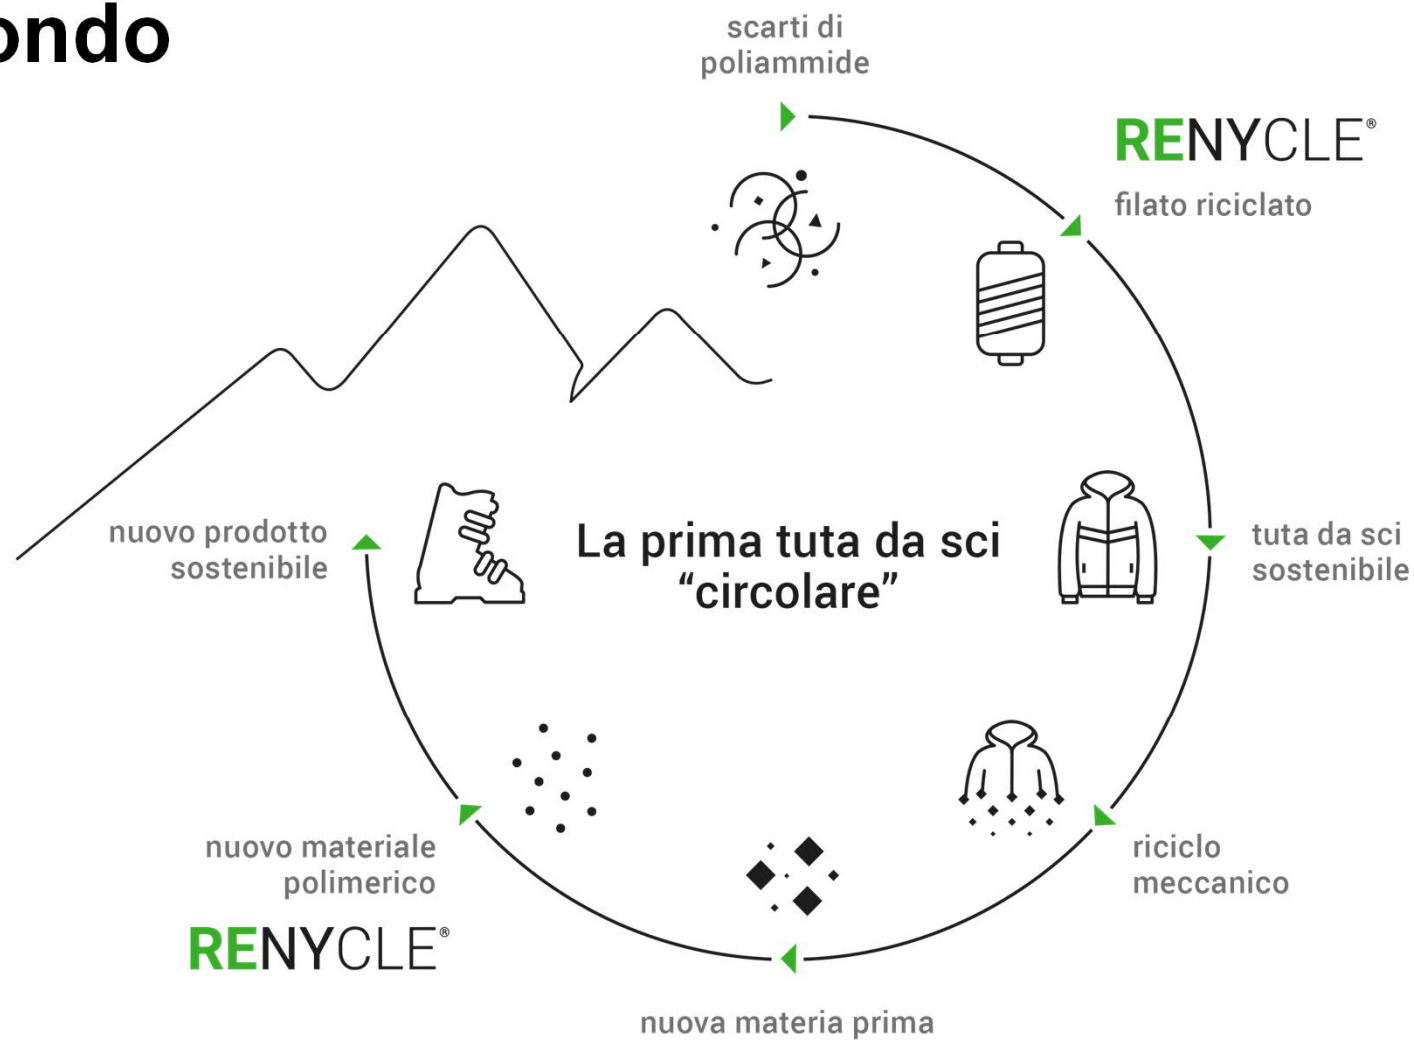 ondo
scarti di
poliammide
RENYCLE®
filato riciclato
La prima tuta da sci
“circolare”
tuta da sci
sostenibile
riciclo
meccanico
nuova materia prima
nuovo materiale
polimerico
RENYCLE®
nuovo prodotto
sostenibile